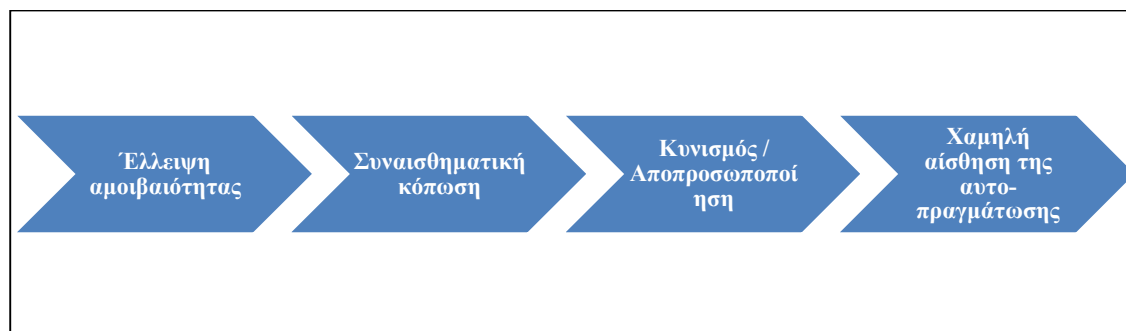 Έλλειψη
αμοιβαιότητας
Συναισθηματική
κόπωση
Κυνισμός /
Αποπροσωποποί
ηση
Χαμηλή
αίσθηση της
αυτο-
πραγμάτωσης